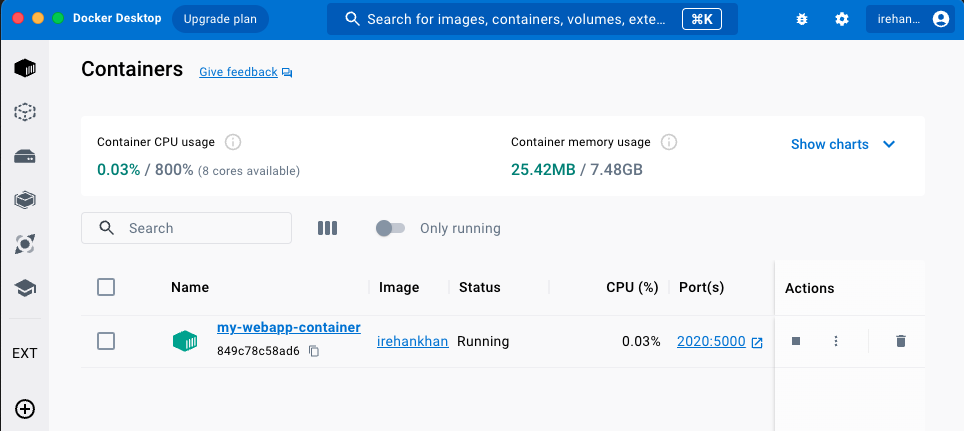 Docker Desktop Upgrade plan Search for images, containers, volumes, exte... ⌘K irehan...
Containers Give feedback
Container CPU usage Container memory usage Show charts
0.03% / 800% (8 cores available) 25.42MB / 7.48GB
Search Only running
Name Image Status CPU (%) Port(s) Actions
my-webapp-container
849c78c58ad6 irehankhan Running 0.03% 2020:5000
EXT